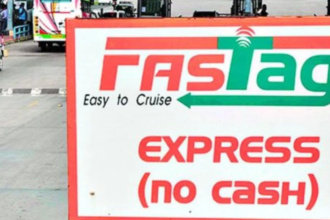 FASTag
Easy to Cruise
EXPRESS
(no cash)